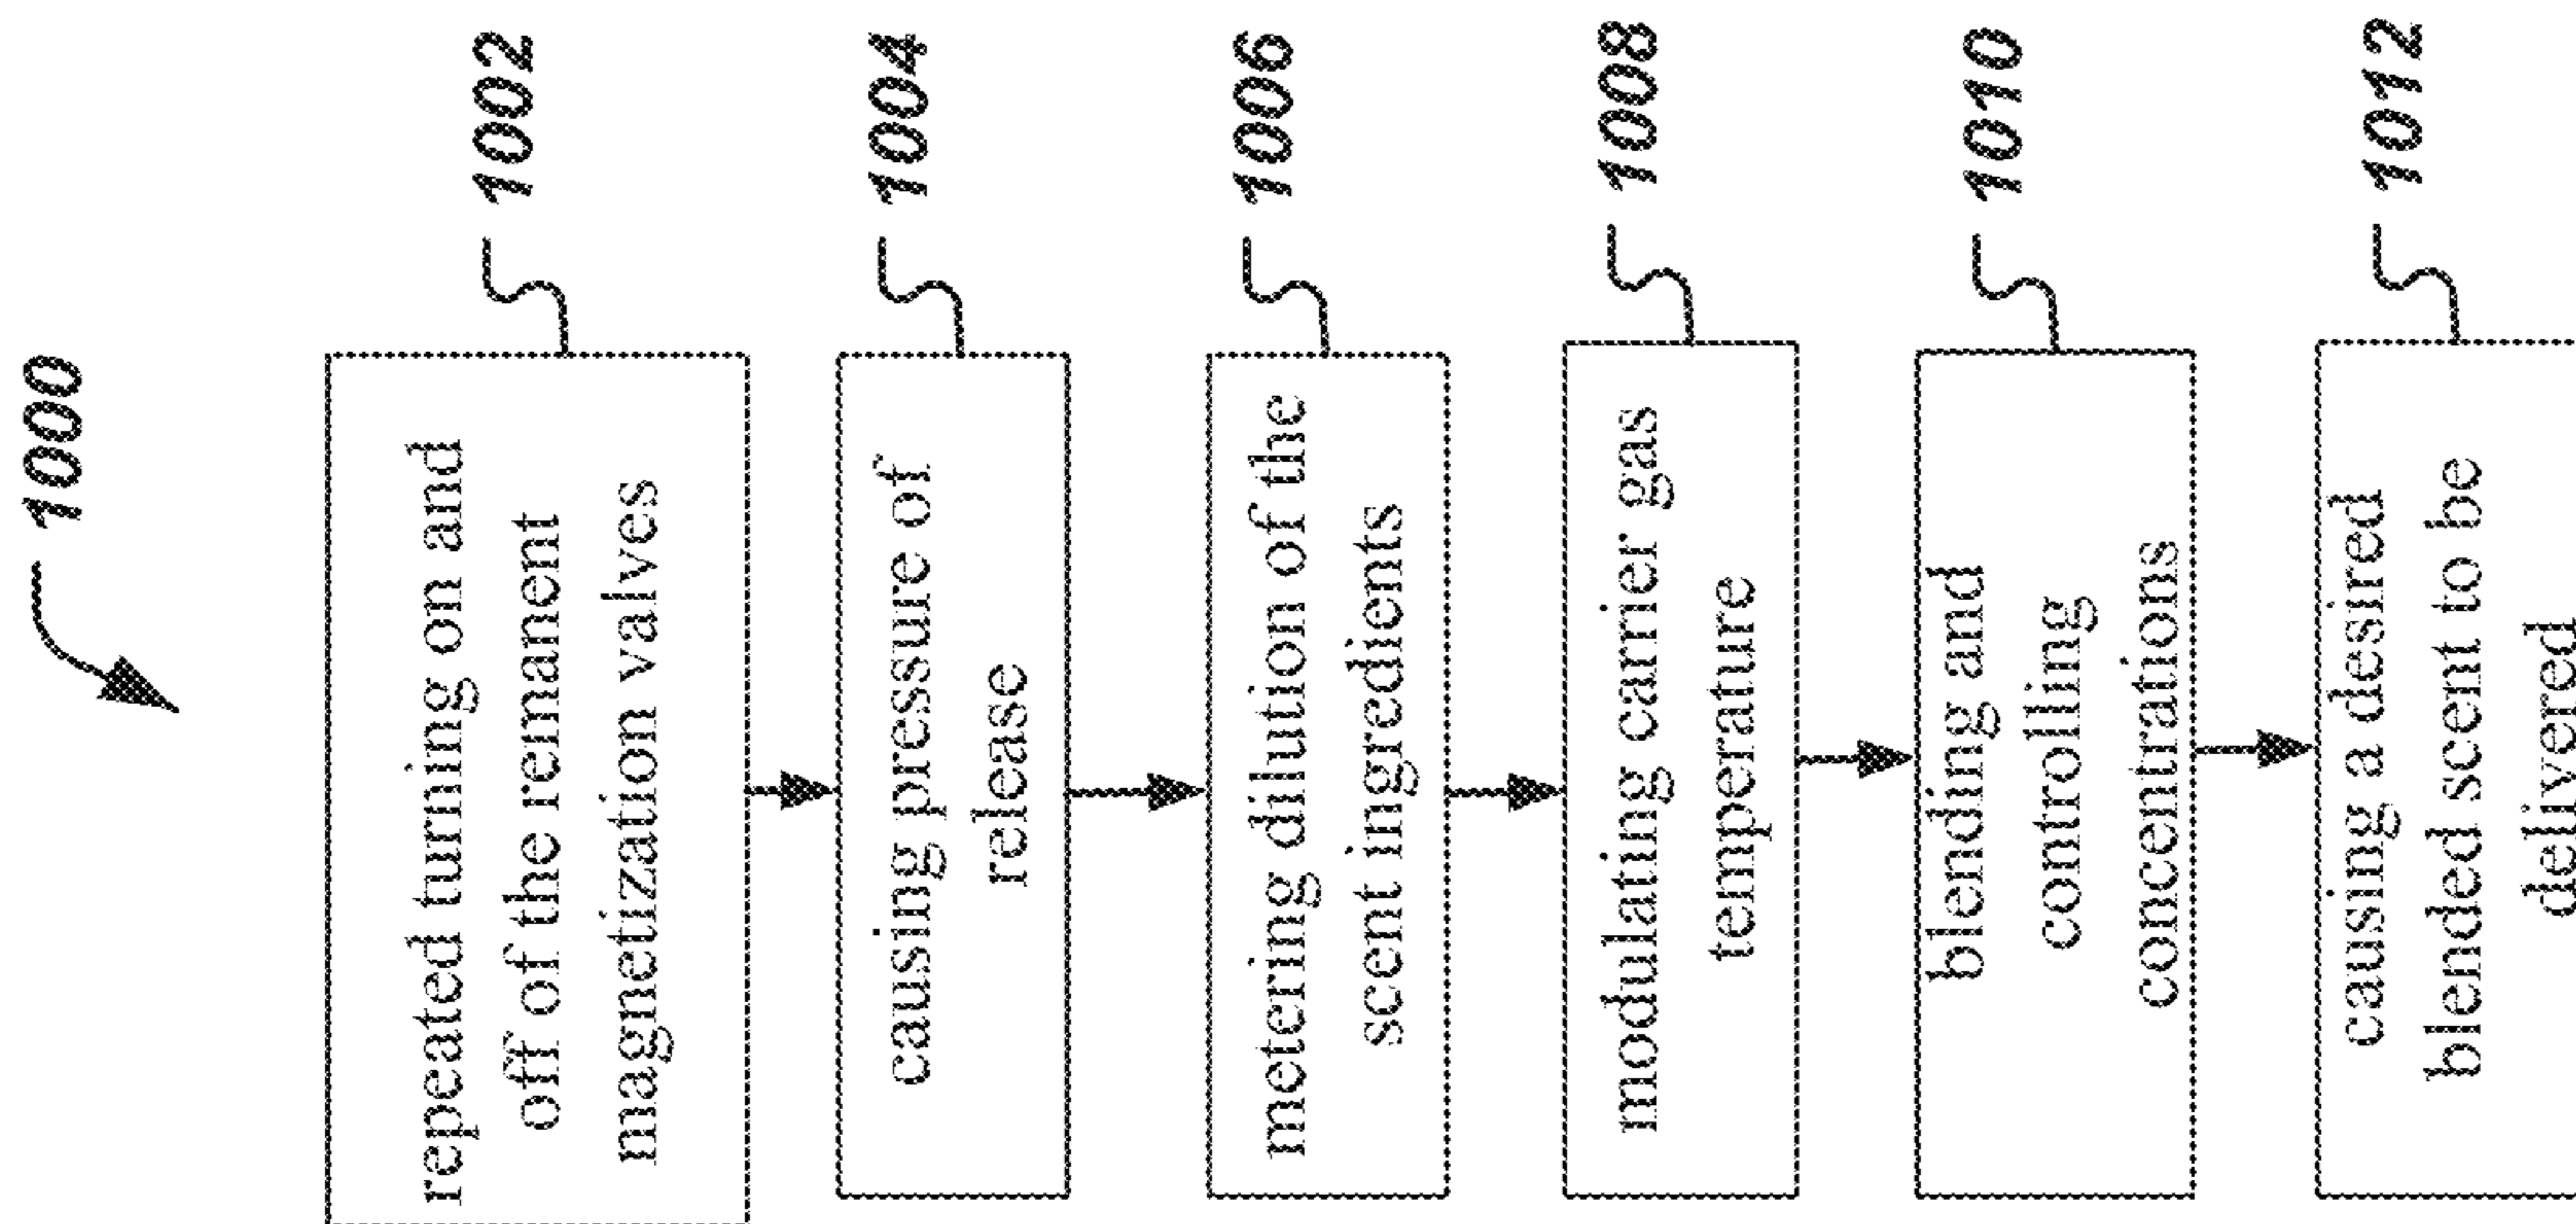 1000
repeated turning on and
off of the remanent
magnetization valves
1002
causing pressure of
release
1004
metering dilution of the
scent ingredients
1006
modulating carrier gas
temperature
1008
blending and
controlling
concentrations
1010
causing a desired
blended scent to be
delivered
1012